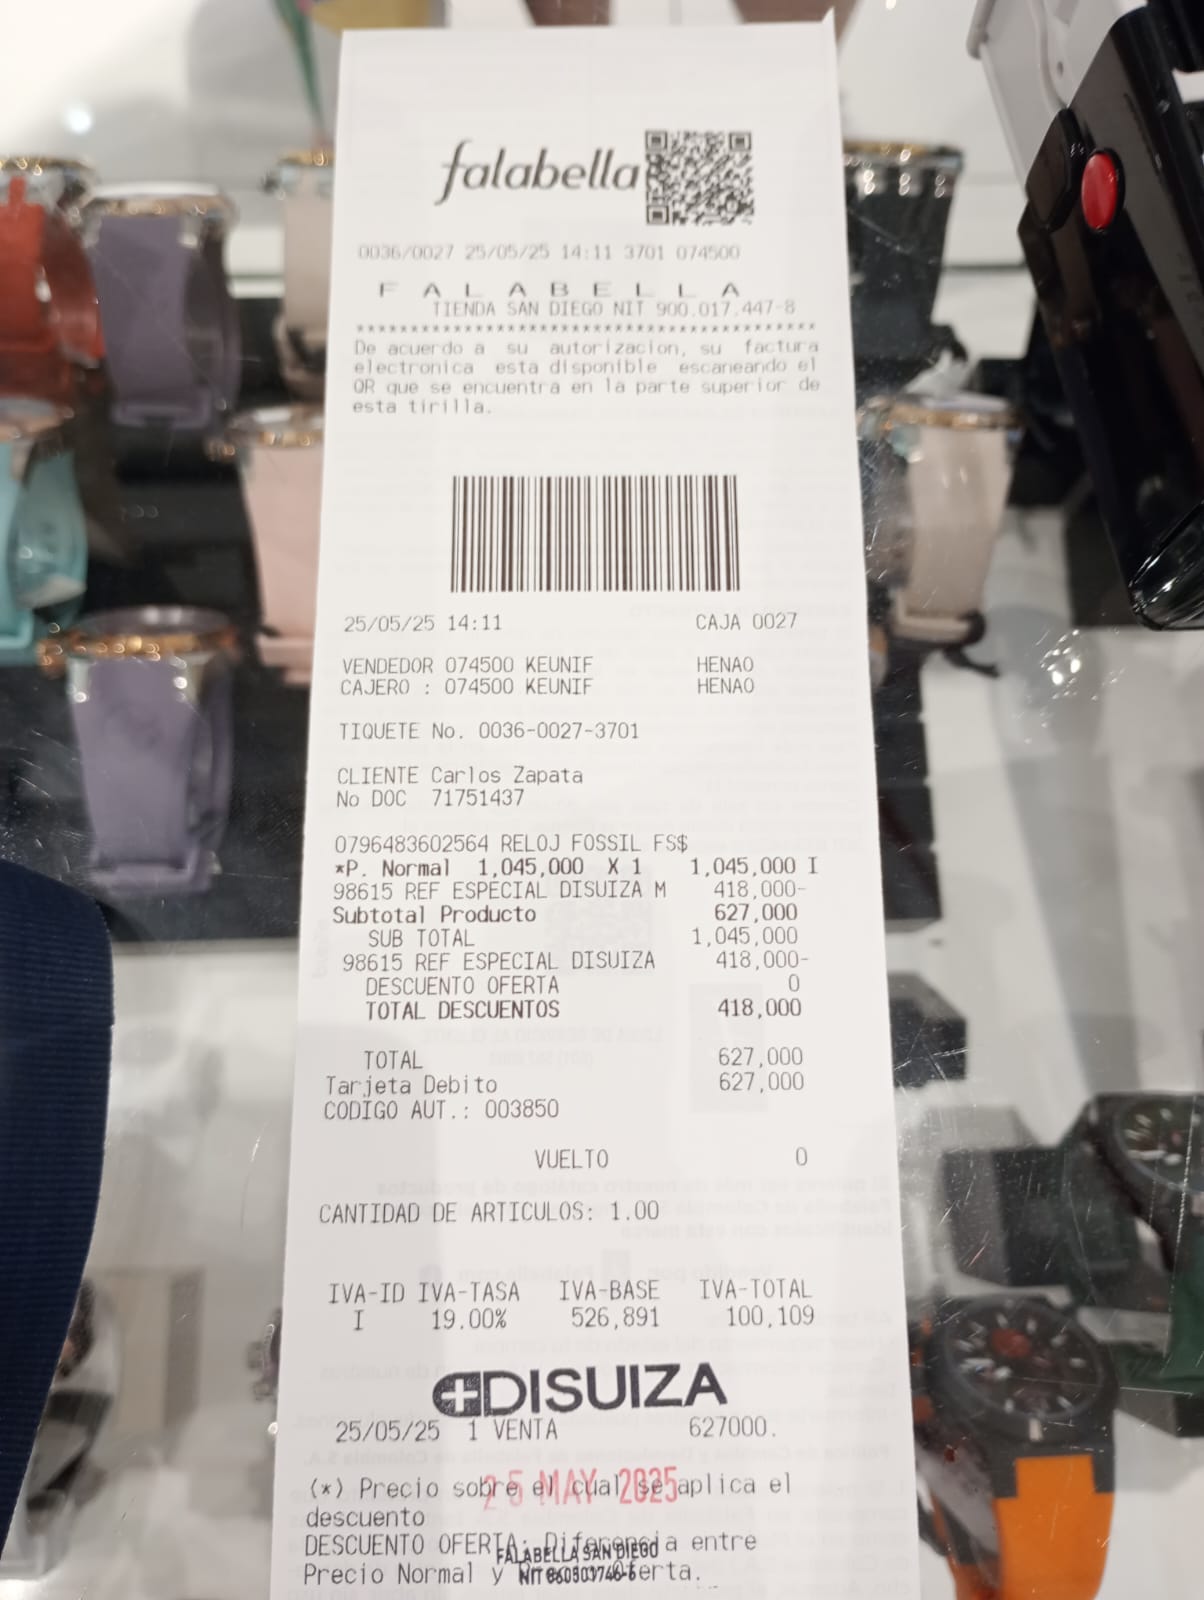 falabella
0036/0027 25/05/25 14:11 3701 074500
F A L A B E L L A
TIENDA SAN DIEGO NIT 900.017.447-8
**********************************************
De acuerdo a su autorizacion, su factura
electronica esta disponible escaneando el
QR que se encuentra en la parte superior de
esta tirilla.
25/05/25 14:11 CAJA 0027
VENDEDOR 074500 KEUNIF HENAO
CAJERO : 074500 KEUNIF HENAO
TIQUETE No. 0036-0027-3701
CLIENTE Carlos Zapata
No DOC 71751437
0796483602564 RELOJ FOSSIL FS$
*P. Normal 1,045,000 X 1 1,045,000 I
98615 REF ESPECIAL DISUIZA M 418,000-
Subtotal Producto 627,000
SUB TOTAL 1,045,000
98615 REF ESPECIAL DISUIZA 418,000-
DESCUENTO OFERTA 0
TOTAL DESCUENTOS 418,000
TOTAL 627,000
Tarjeta Debito 627,000
CODIGO AUT.: 003850
VUELTO 0
CANTIDAD DE ARTICULOS: 1.00
IVA-ID IVA-TASA IVA-BASE IVA-TOTAL
I 19.00% 526,891 100,109
DISUIZA
25/05/25 1 VENTA 627000.
(*) Precio sobre el cual se aplica el
25 MAY 2025
descuento
DESCUENTO OFERTA: Diferencia entre
FALABELLA SAN DIEGO
Precio Normal y Precio Oferta.
NIT